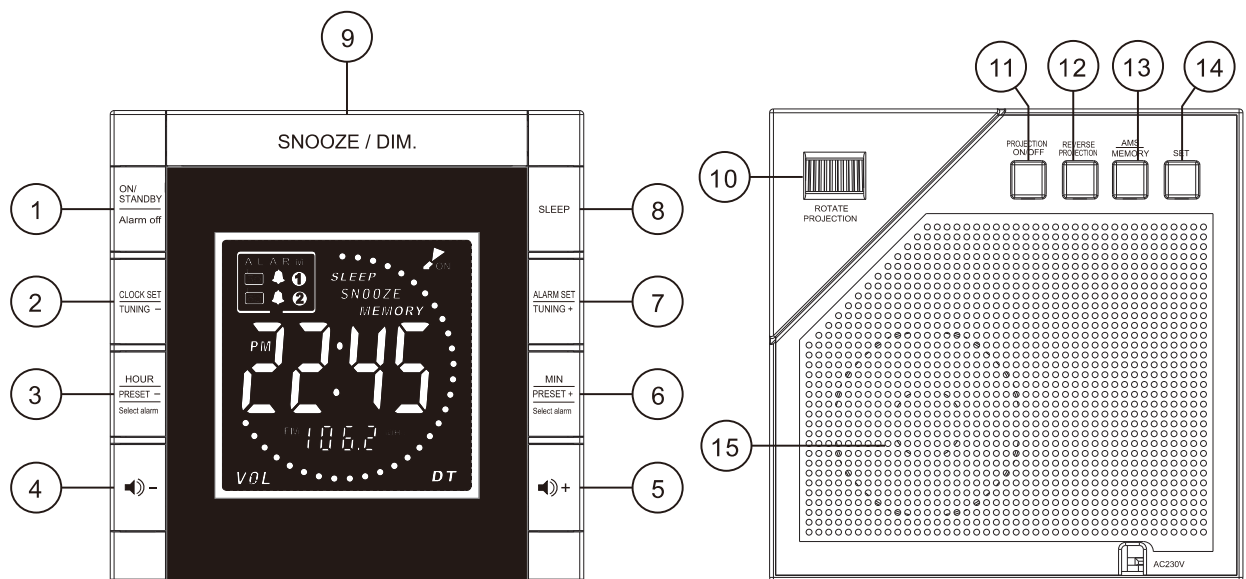 9
SNOOZE / DIM.
1
ON/
STANDBY
Alarm off
2
CLOCK SET
TUNING −
3
HOUR
PRESET −
Select alarm
4
−
ALARM
1
2
SLEEP
SNOOZE
MEMORY
ON
PM
22:45
FM 106.2
VOL
DT
SLEEP
8
ALARM SET
TUNING +
7
MIN
PRESET +
Select alarm
6
+
5
11
12
13
14
PROJECTION
ON/OFF
REVERSE
PROJECTION
AMS
MEMORY
SET
10
ROTATE
PROJECTION
15
AC230V